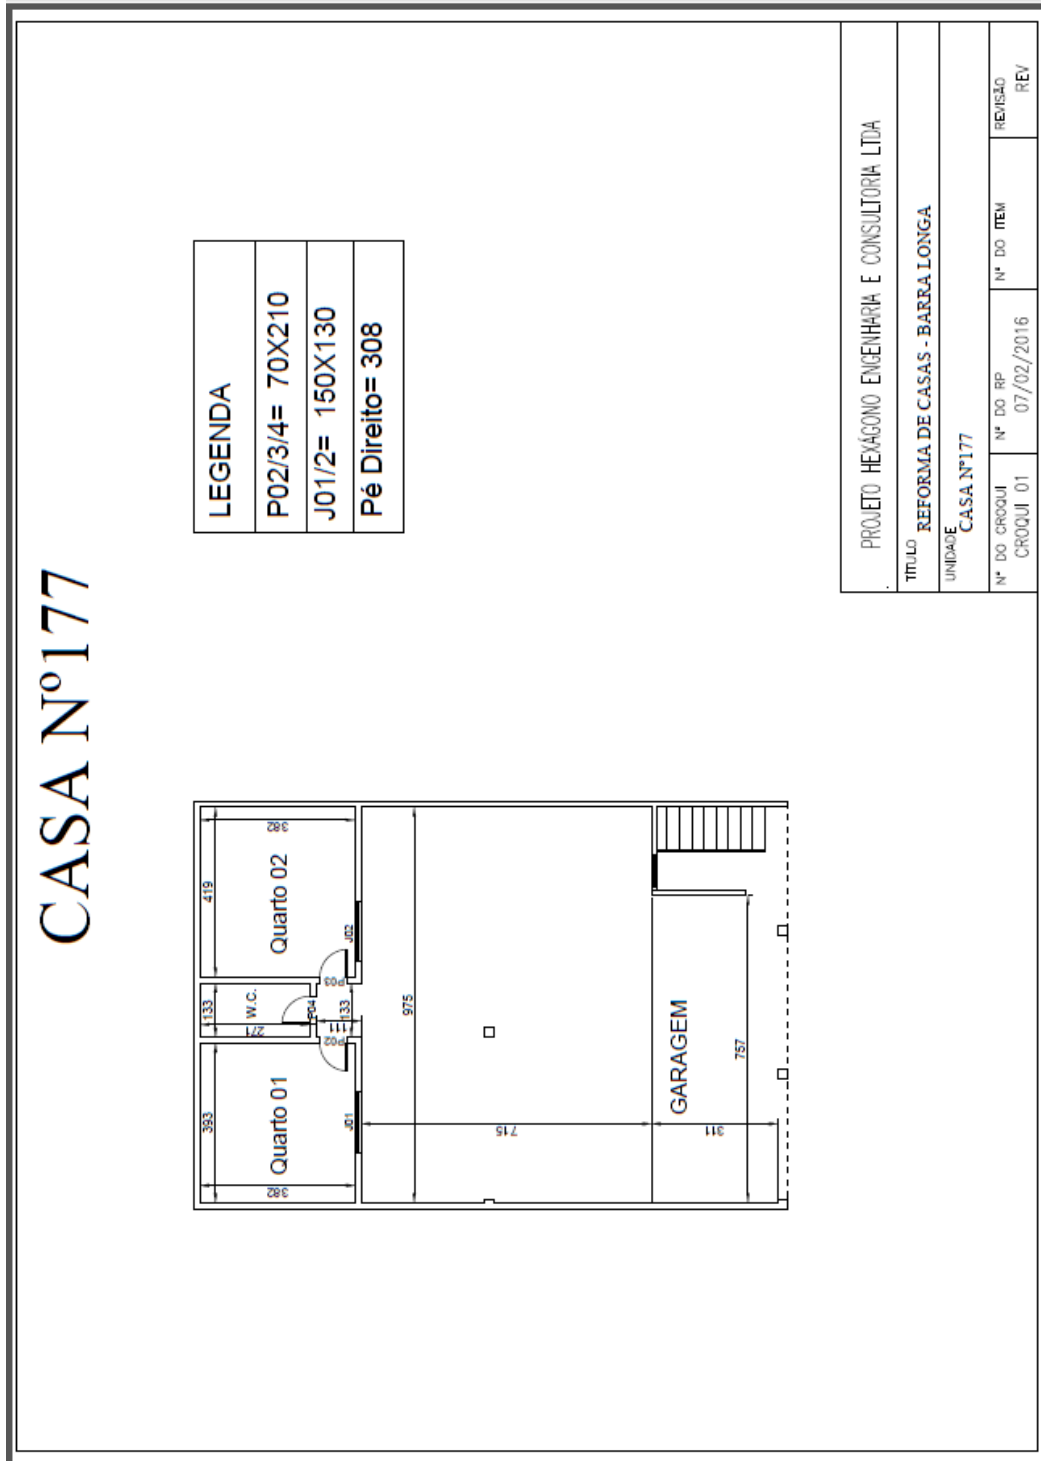 CASA Nº177
LEGENDA
P02/3/4= 70X210
J01/2= 150X130
Pé Direito= 308
393
133
419
Quarto 01
W.C.
Quarto 02
382
271
382
P02
111
P04
133
P03
J01
J02
975
715
GARAGEM
311
757
PROJETO HEXÁGONO ENGENHARIA E CONSULTORIA LTDA
TÍTULO
REFORMA DE CASAS - BARRA LONGA
UNIDADE
CASA Nº177
Nº DO CROQUI
CROQUI 01
Nº DO RP
07/02/2016
Nº DO ITEM
REVISÃO
REV